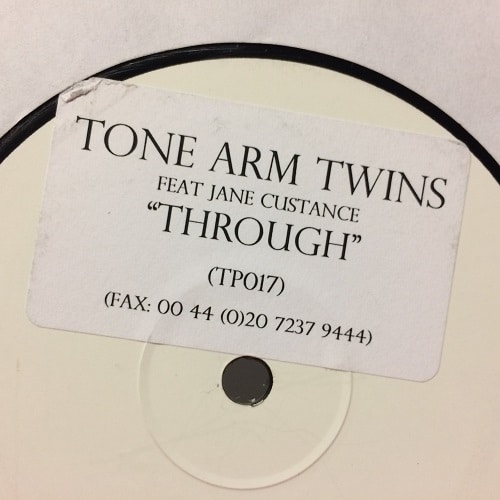 TONE ARM TWINS
FEAT JANE CUSTANCE
“THROUGH”
(TP017)
(FAX: 00 44 (0)20 7237 9444)